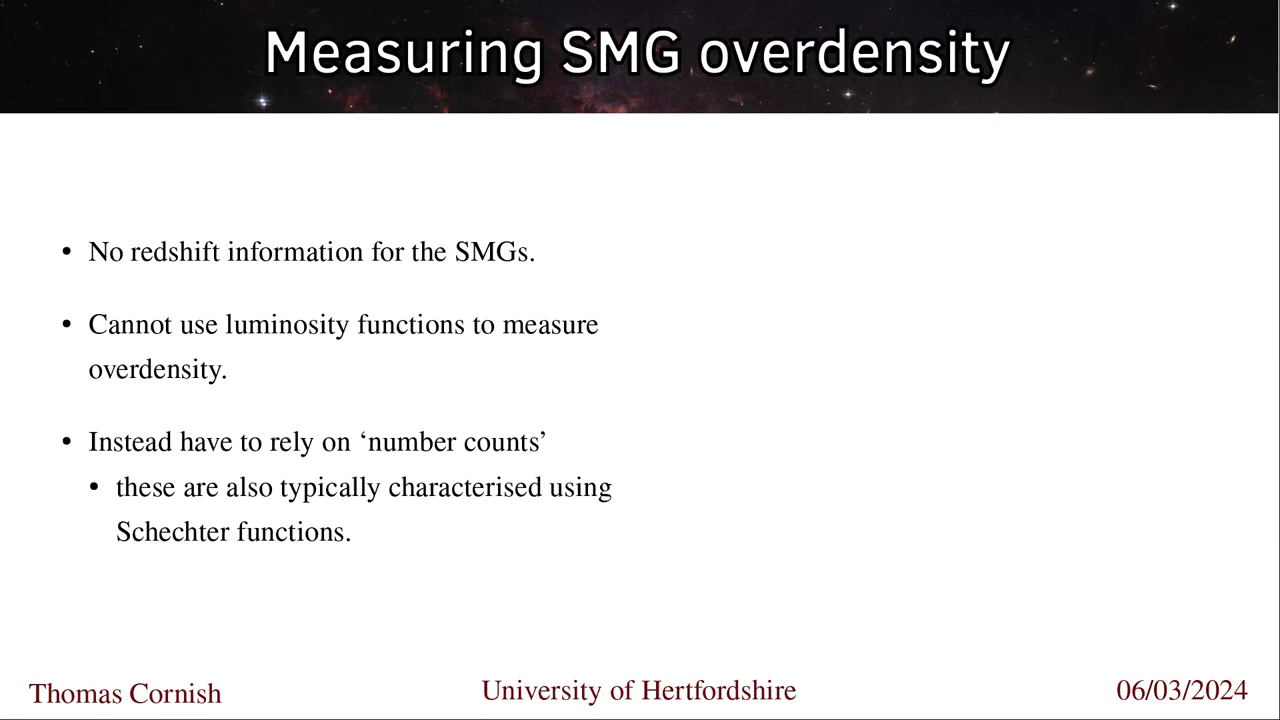 Measuring SMG overdensity
• No redshift information for the SMGs.
• Cannot use luminosity functions to measure
overdensity.
• Instead have to rely on ‘number counts’
• these are also typically characterised using
Schechter functions.
Thomas Cornish
University of Hertfordshire
06/03/2024